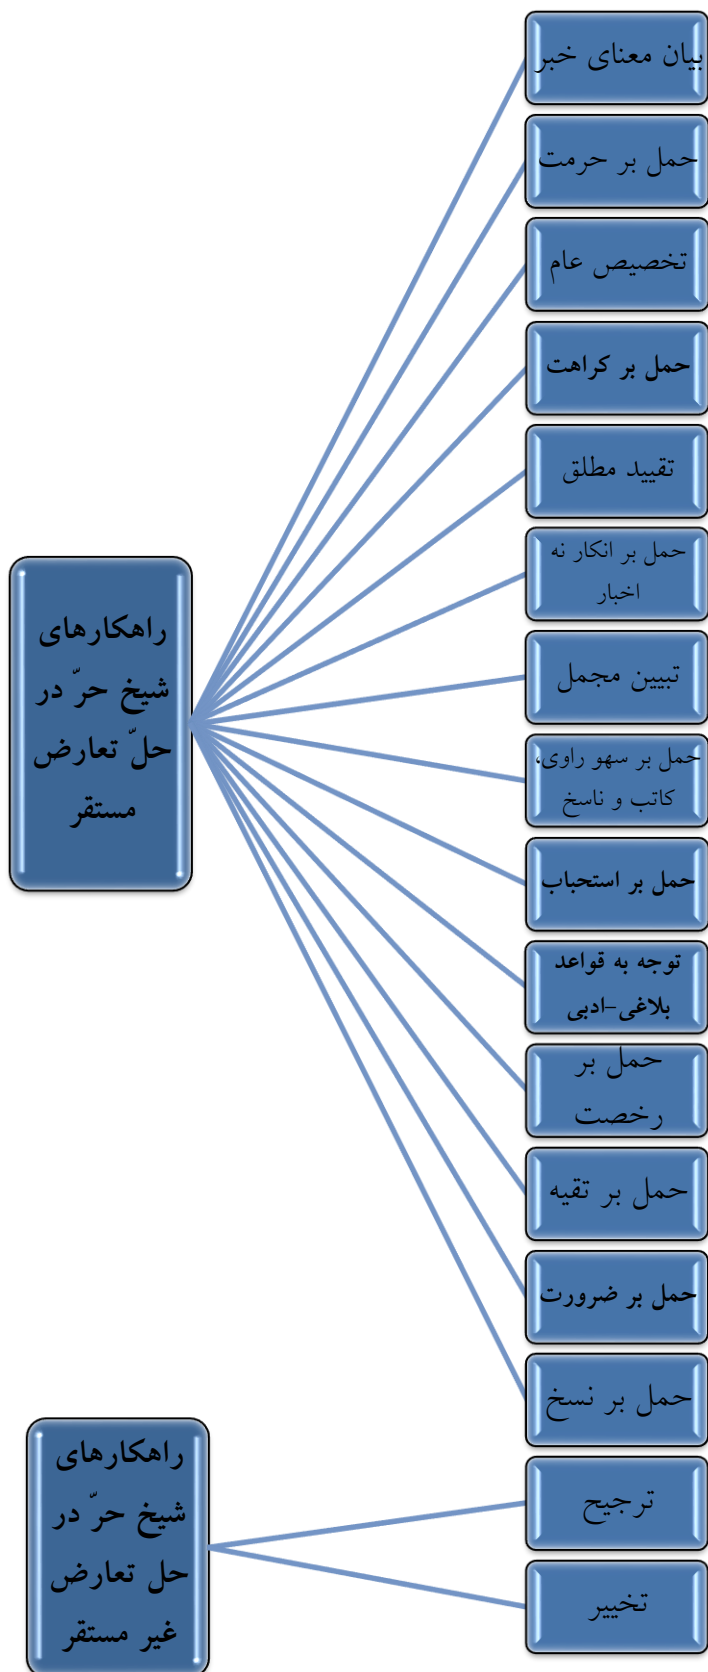 بیان معنای خبر
حمل بر حرمت
تخصیص عام
حمل بر کراهت
تقیید مطلق
حمل بر انکار نه
اخبار
تبیین مجمل
حمل بر سهو راوی،
کاتب و ناسخ
حمل بر استحباب
توجه به قواعد
بلاغی-ادبی
حمل بر
رخصت
حمل بر تقیه
حمل بر ضرورت
حمل بر نسخ
راهکارهای
شیخ حرّ در
حلّ تعارض
مستقر
ترجیح
تخییر
راهکارهای
شیخ حرّ در
حل تعارض
غیر مستقر